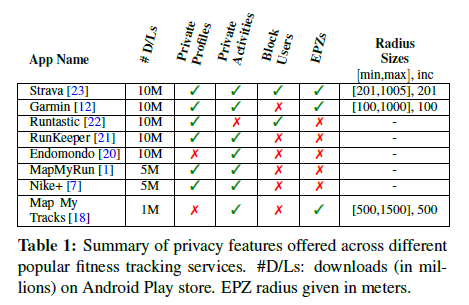 App Name # D/Ls Private Profiles Private Activities Block Users EPZs Radius Sizes [min,max], inc
Strava [23] 10M ✓ ✓ ✓ ✓ [201,1005], 201
Garmin [12] 10M ✓ ✓ ✗ ✓ [100,1000], 100
Runtastic [22] 10M ✓ ✗ ✓ ✗ -
RunKeeper [21] 10M ✓ ✓ ✗ ✗ -
Endomondo [20] 10M ✗ ✓ ✗ ✗ -
MapMyRun [1] 5M ✓ ✓ ✗ ✗ -
Nike+ [7] 5M ✓ ✓ ✗ ✗ -
Map My Tracks [18] 1M ✗ ✓ ✗ ✓ [500,1500], 500
Table 1: Summary of privacy features offered across different
popular fitness tracking services. #D/Ls: downloads (in mil-
lions) on Android Play store. EPZ radius given in meters.